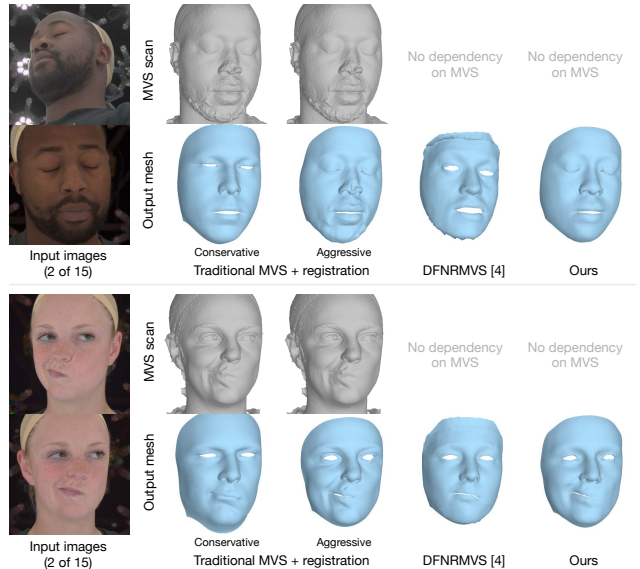 MVS scan
No dependency
on MVS
No dependency
on MVS
Output mesh
Input images
(2 of 15)
Conservative
Aggressive
Traditional MVS + registration
DFNRMVS [4]
Ours
MVS scan
No dependency
on MVS
No dependency
on MVS
Output mesh
Input images
(2 of 15)
Conservative
Aggressive
Traditional MVS + registration
DFNRMVS [4]
Ours